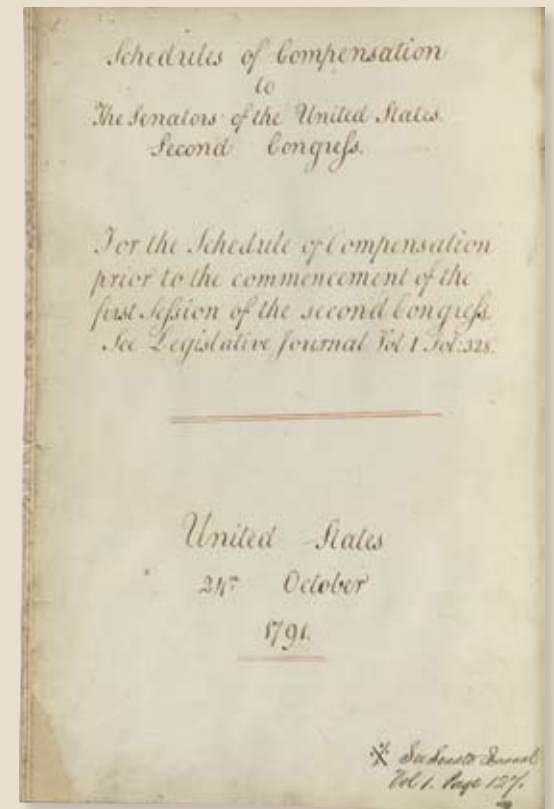 Schedules of Compensation
to
The Senators of the United States.
Second Congreſs.
For the Schedule of Compensation
prior to the commencement of the
first Seſsion of the second Congreſs
See Legislative Journal Vol 1 Fol: 328.
United States
24th October
1791.
See Senate Journal
Vol 1. Page 127.